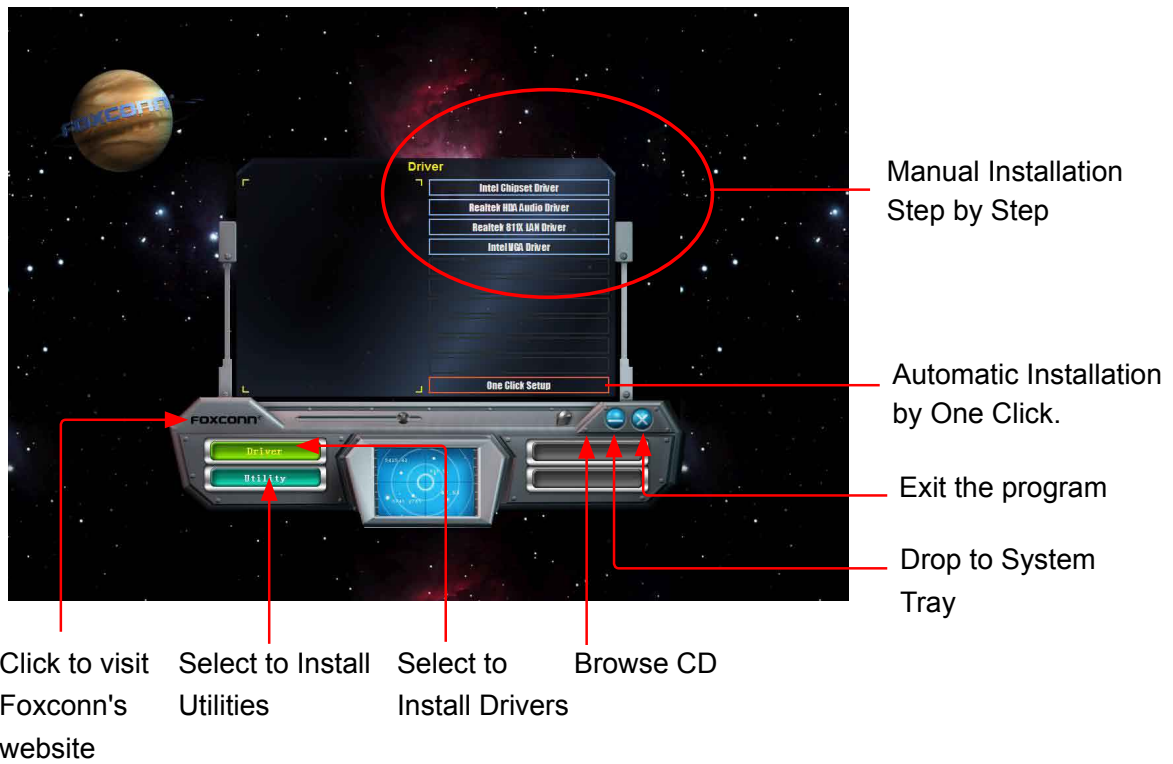 FOXCONN
Driver
Intel Chipset Driver
Realtek HDA Audio Driver
Realtek 811X LAN Driver
Intel VGA Driver
One Click Setup
FOXCONN
Driver
Utility
Manual Installation
Step by Step
Automatic Installation
by One Click.
Exit the program
Drop to System
Tray
Click to visit
Foxconn's
website
Select to Install
Utilities
Select to
Install Drivers
Browse CD